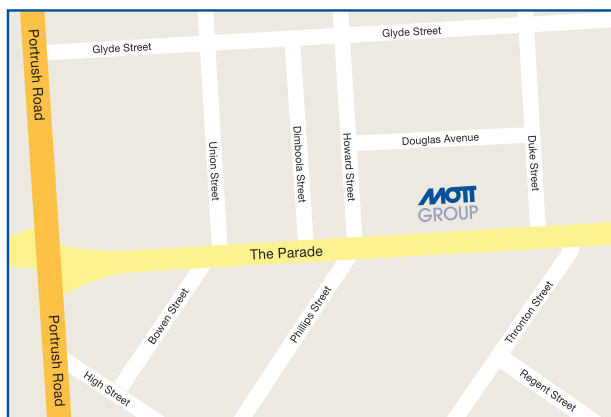 Glyde Street
Glyde Street
Portrush Road
Union Street
Dimboola Street
Howard Street
Douglas Avenue
Duke Street
MOTT
GROUP
The Parade
Bowen Street
Phillips Street
Thronton Street
Portrush Road
High Street
Regent Street